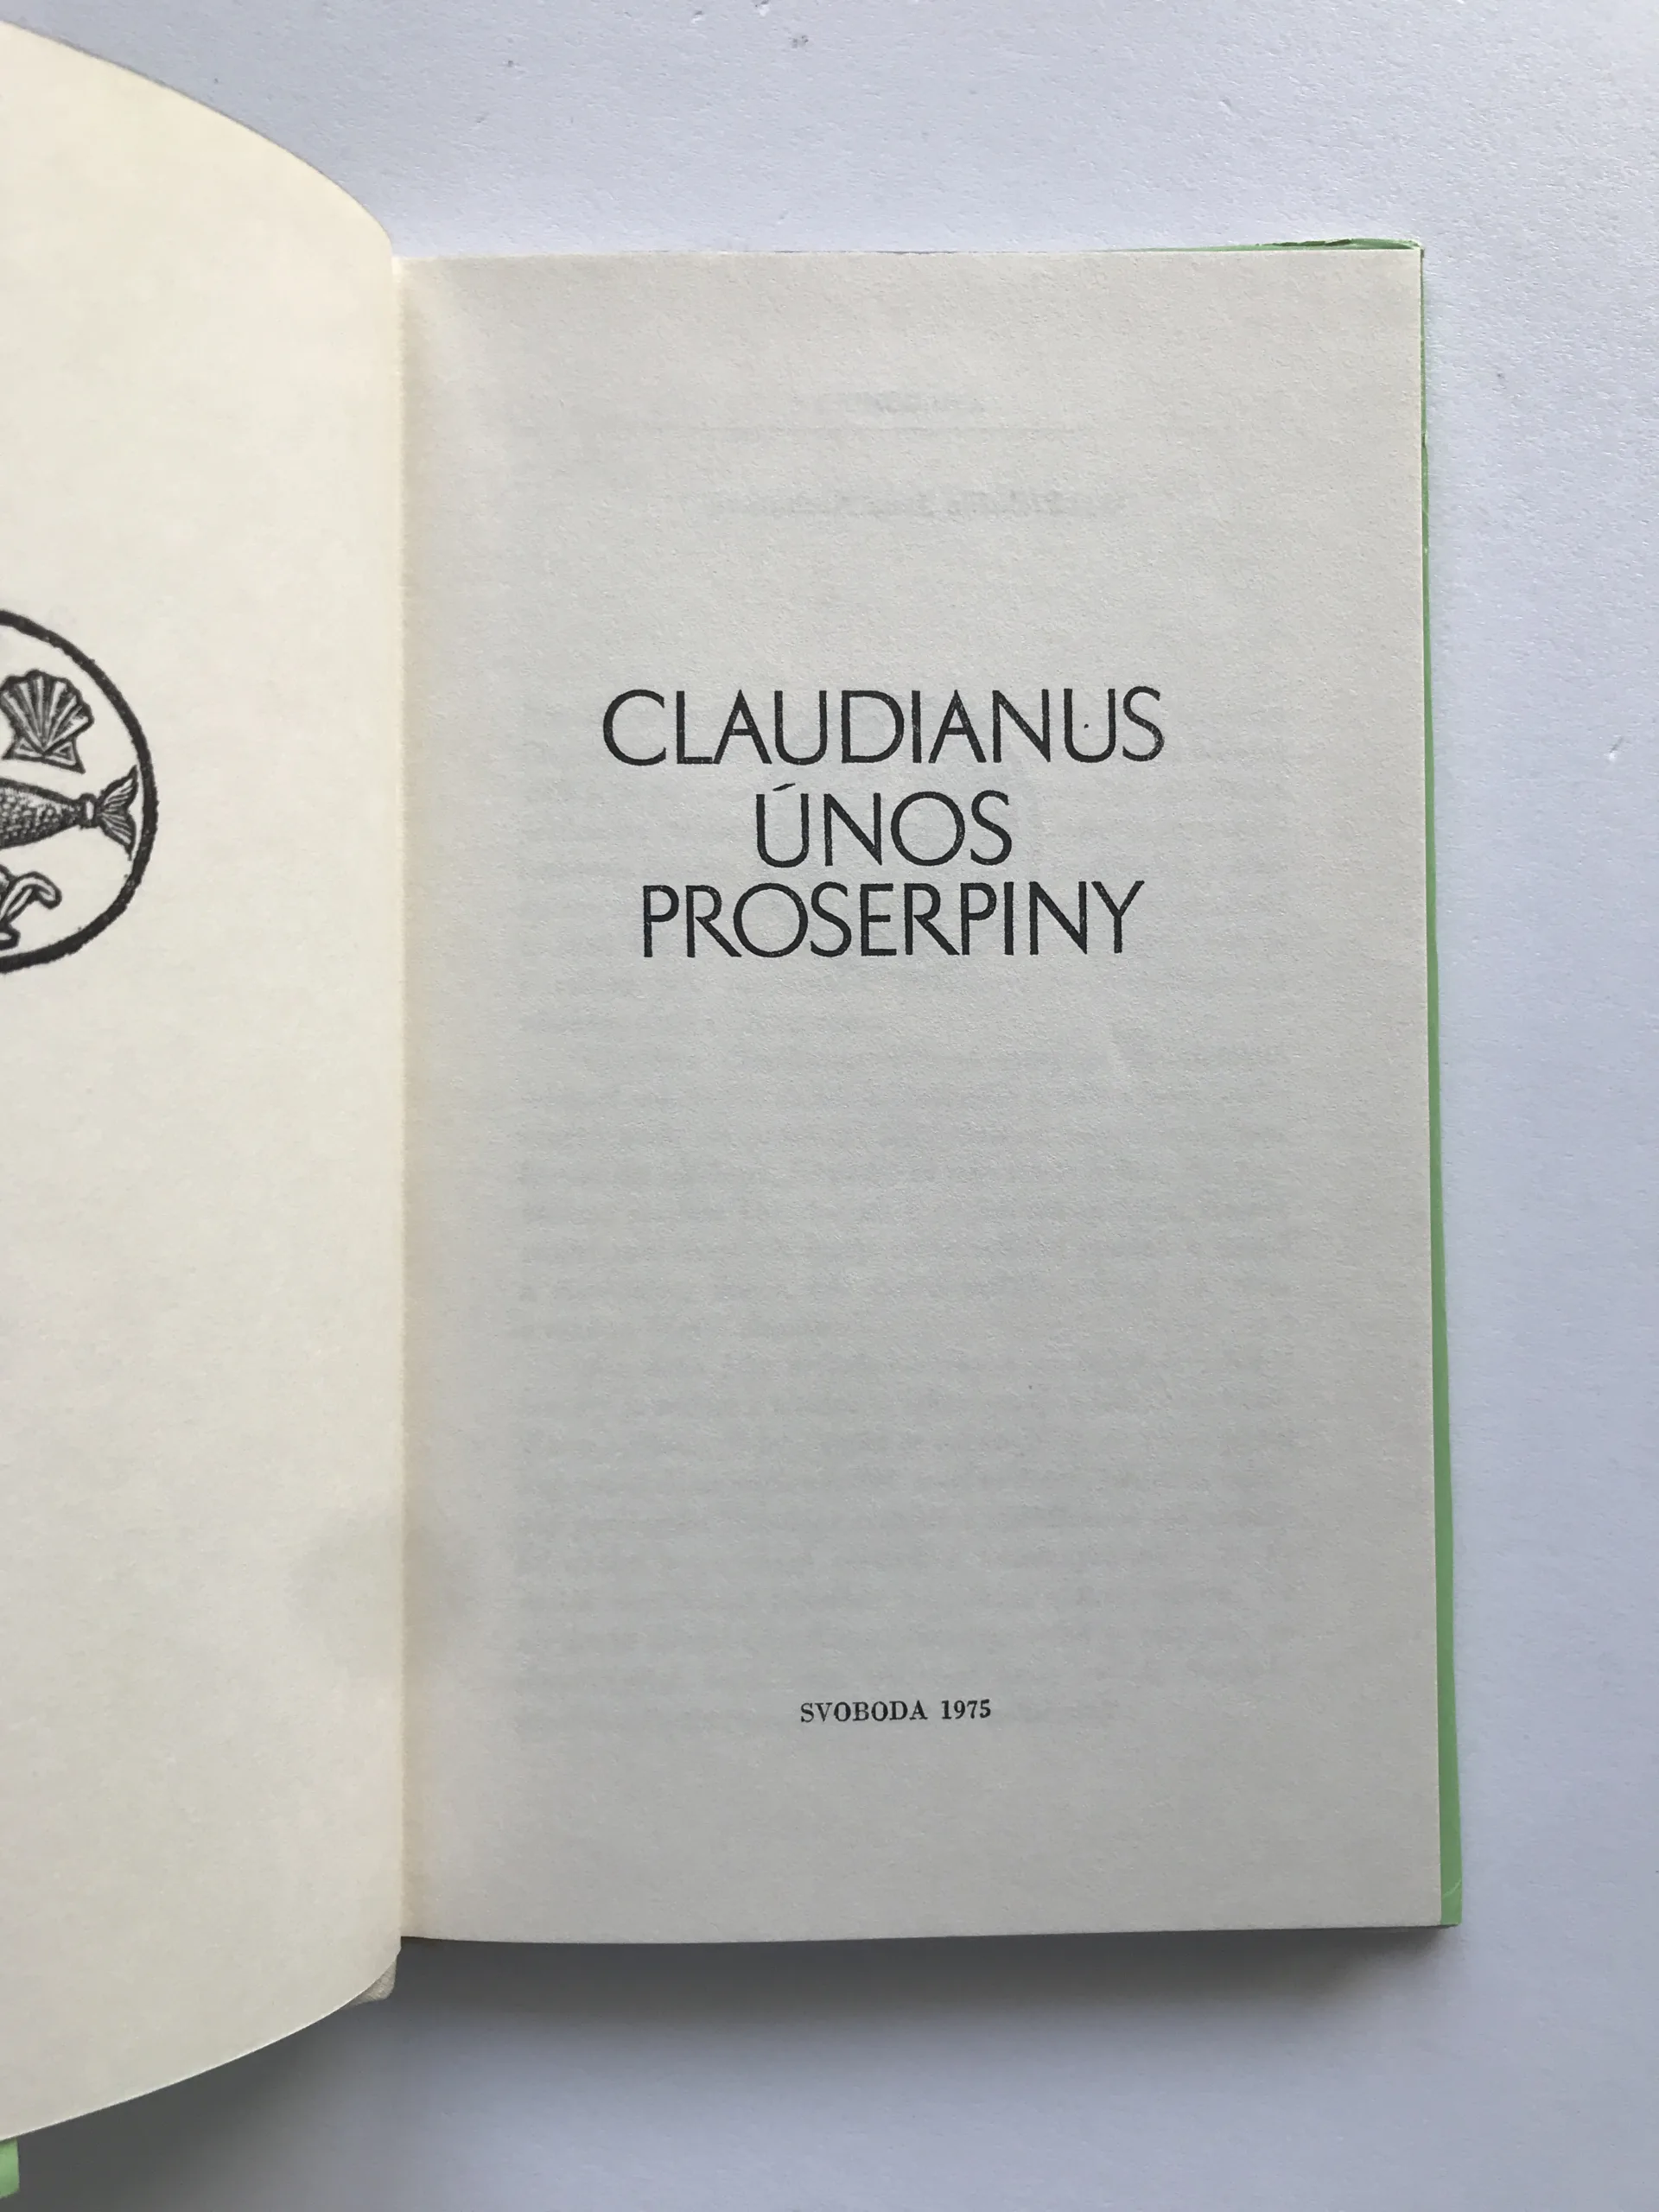 CLAUDIANUS
ÚNOS
PROSERPINY
SVOBODA 1975